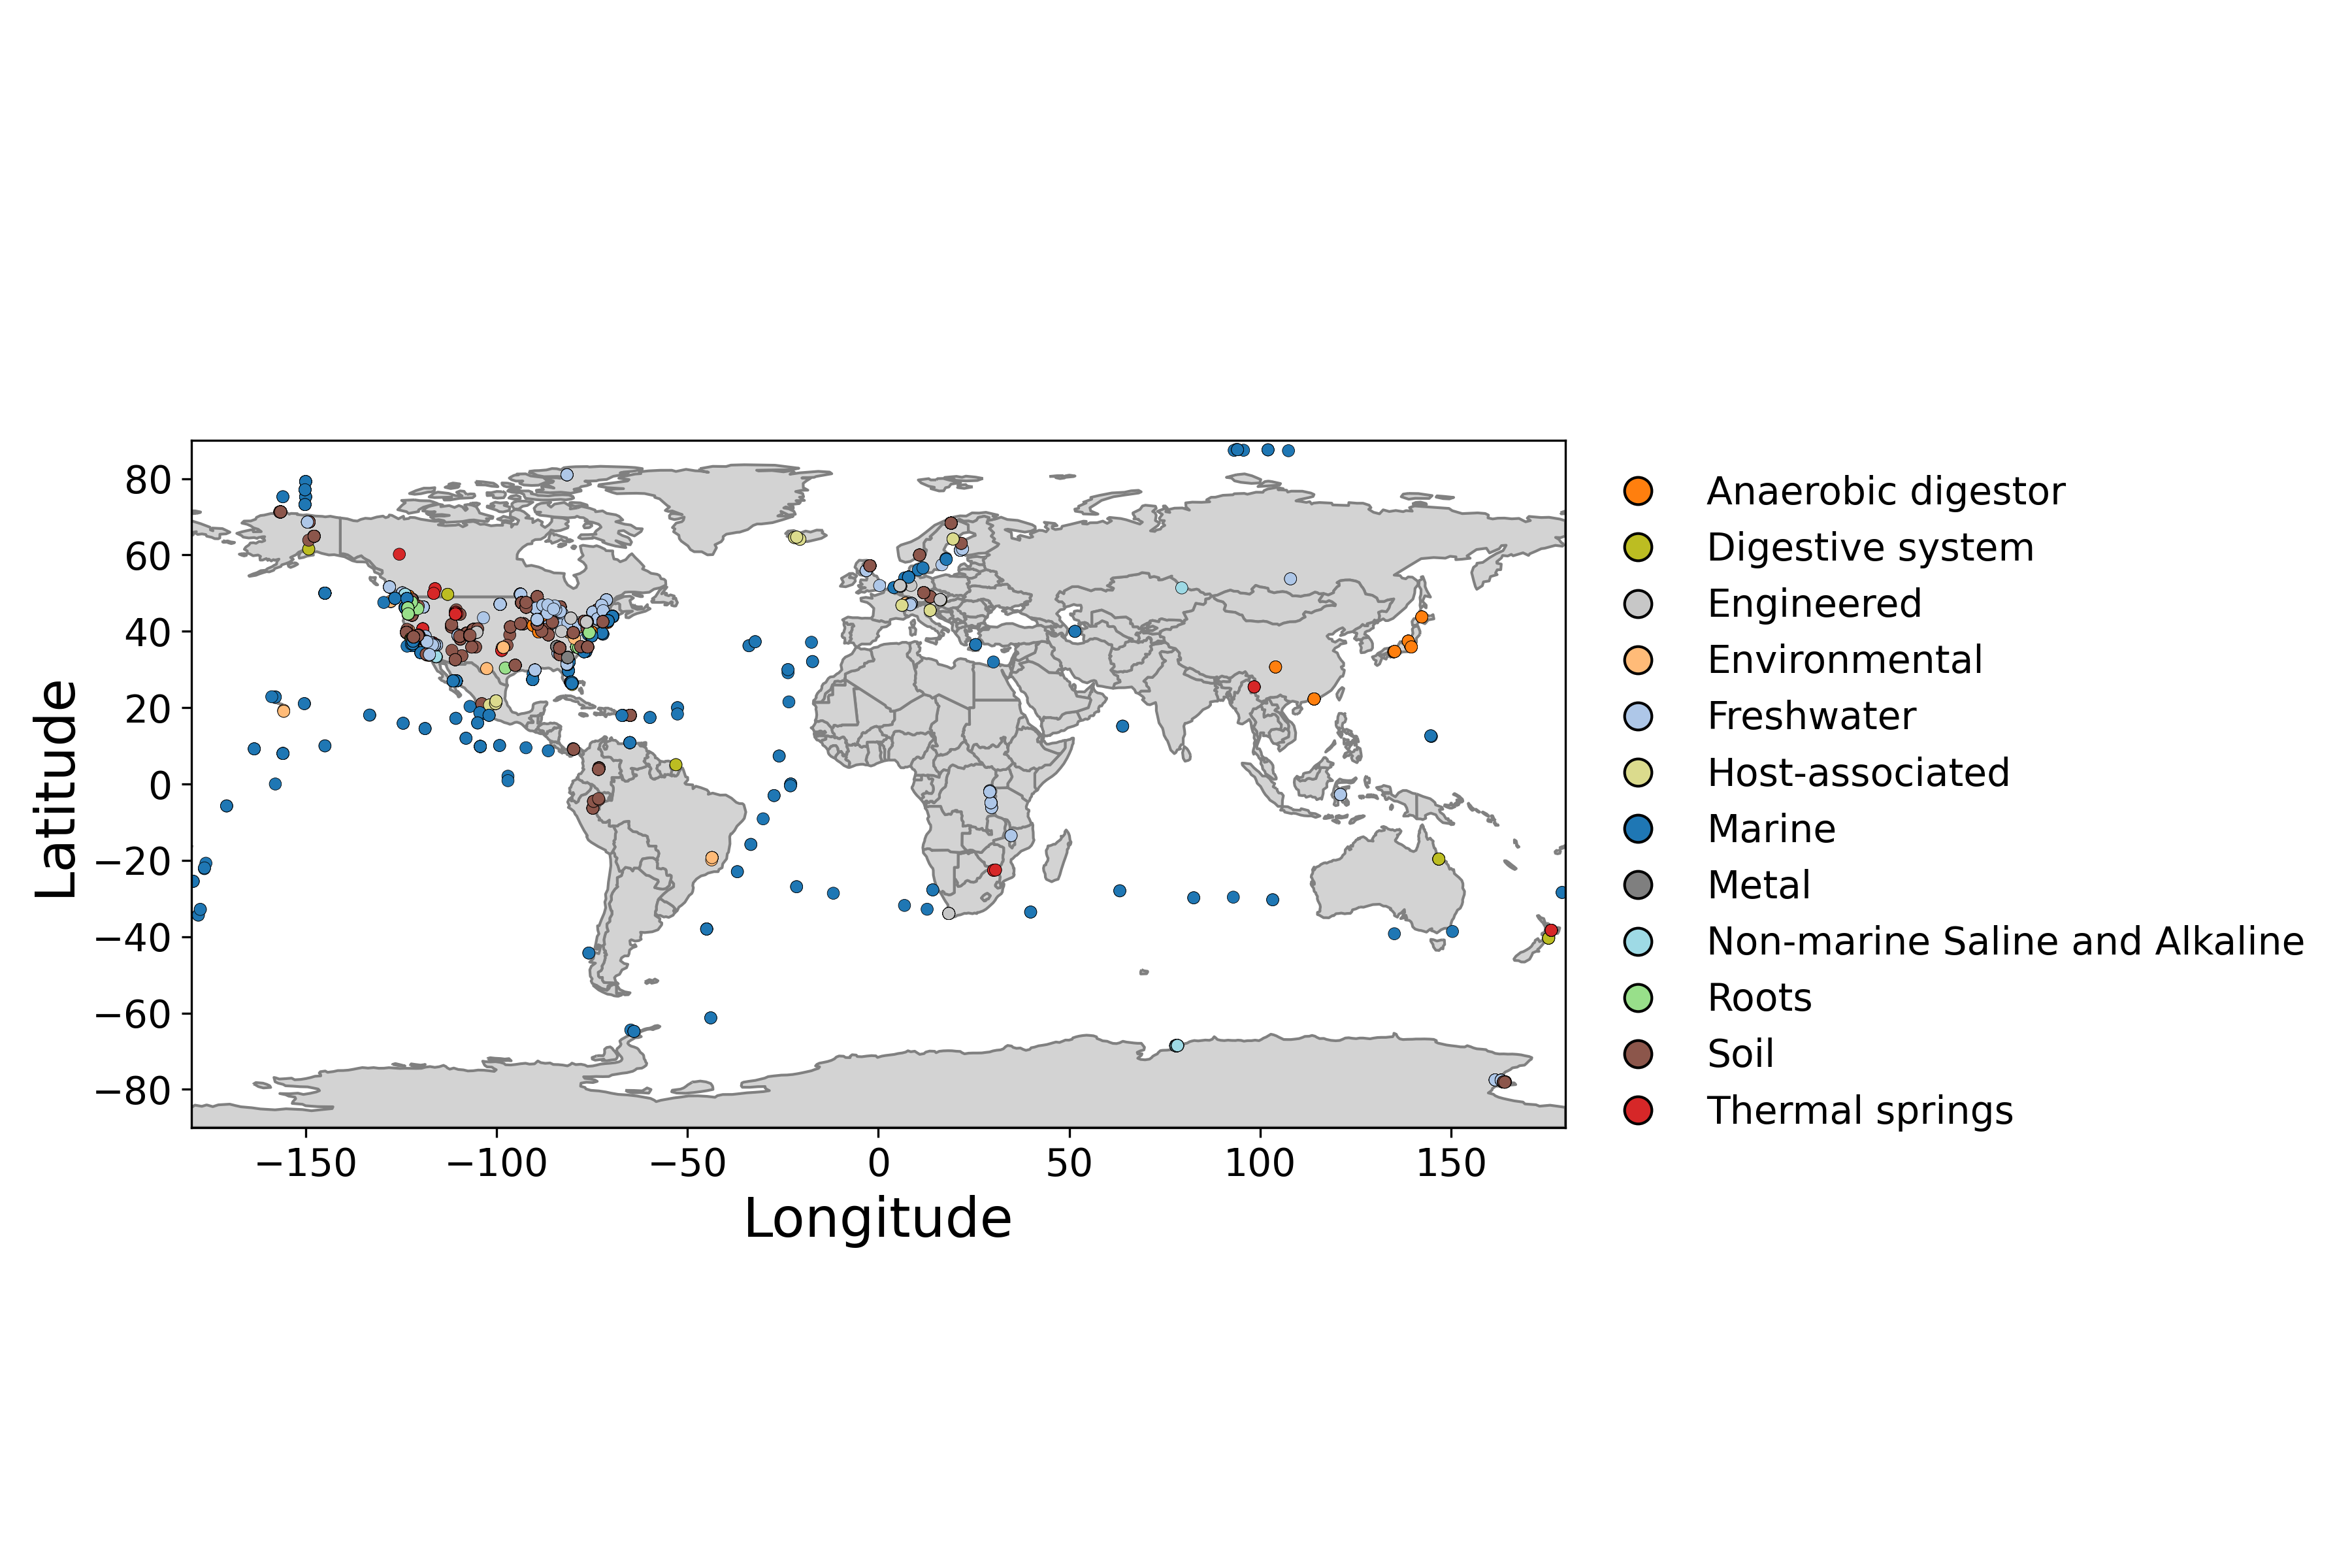 80
60
40
20
0
−20
−40
−60
−80
Latitude
−150
−100
−50
0
50
100
150
Longitude
Anaerobic digestor
Digestive system
Engineered
Environmental
Freshwater
Host-associated
Marine
Metal
Non-marine Saline and Alkaline
Roots
Soil
Thermal springs